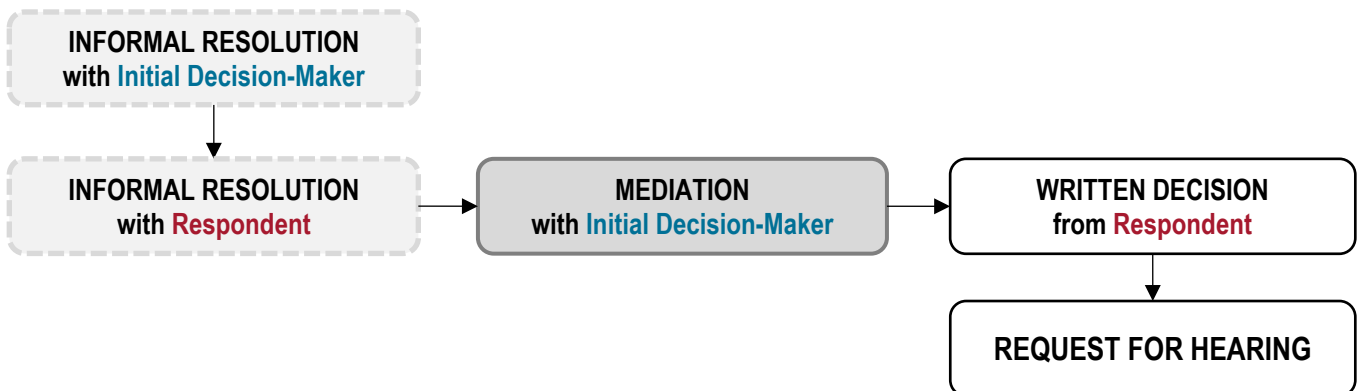 INFORMAL RESOLUTION
with Initial Decision-Maker
INFORMAL RESOLUTION
with Respondent
MEDIATION
with Initial Decision-Maker
WRITTEN DECISION
from Respondent
REQUEST FOR HEARING